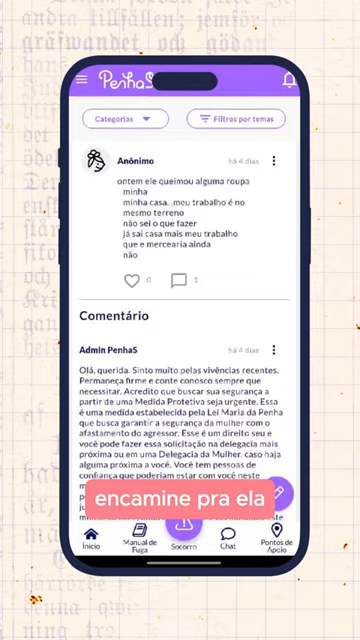 PenhaS
Categorias
Filtros por temas
Anônimo
há 4 dias
ontem ele queimou alguma roupa
minha
minha casa. ,meu trabalho é no
mesmo terreno
não sei o que fazer
já sai casa mais meu trabalho
que e mercearia ainda
não
0
1
Comentário
Admin PenhaS
há 4 dias
Olá, querida. Sinto muito pelas vivências recentes.
Permaneça firme e conte conosco sempre que
necessitar. Acredito que buscar sua segurança a
partir de uma Medida Protetiva seja urgente. Essa
é uma medida estabelecida pela Lei Maria da Penha
que busca garantir a segurança da mulher com o
afastamento do agressor. Esse é um direito seu e
você pode fazer essa solicitação na delegacia mais
próxima ou em uma Delegacia da Mulher, caso haja
alguma próxima a você. Você tem pessoas de
confiança que poderiam estar com você neste
encamine pra ela
Início
Manual de
Fuga
Socorro
Chat
Pontos de
Apoio